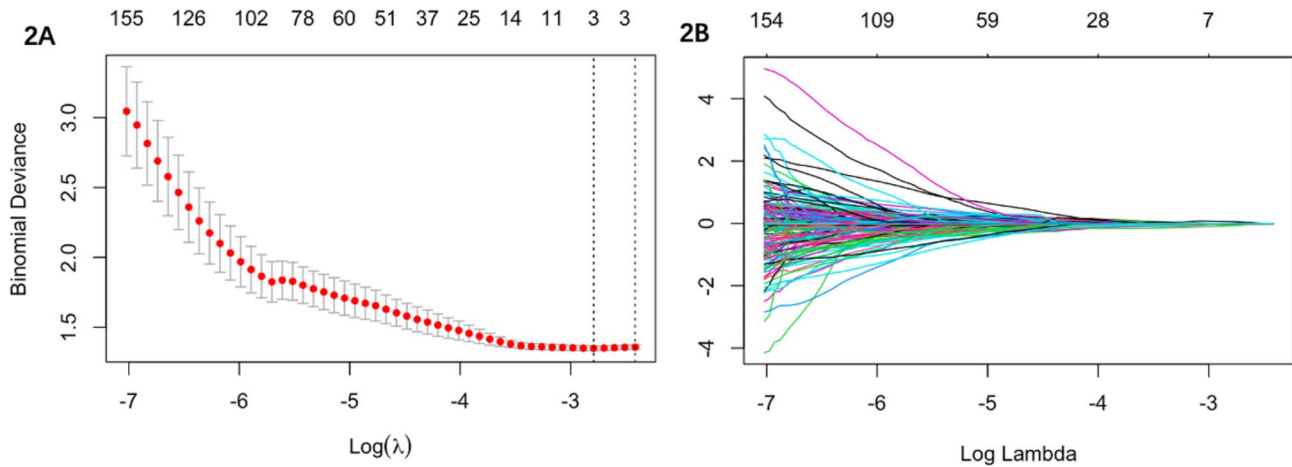 155 126 102 78 60 51 37 25 14 11 3 3
2A
Binomial Deviance
3.0
2.5
2.0
1.5
-7 -6 -5 -4 -3
Log(λ)
154 109 59 28 7
2B
4
2
0
-2
-4
-7 -6 -5 -4 -3
Log Lambda